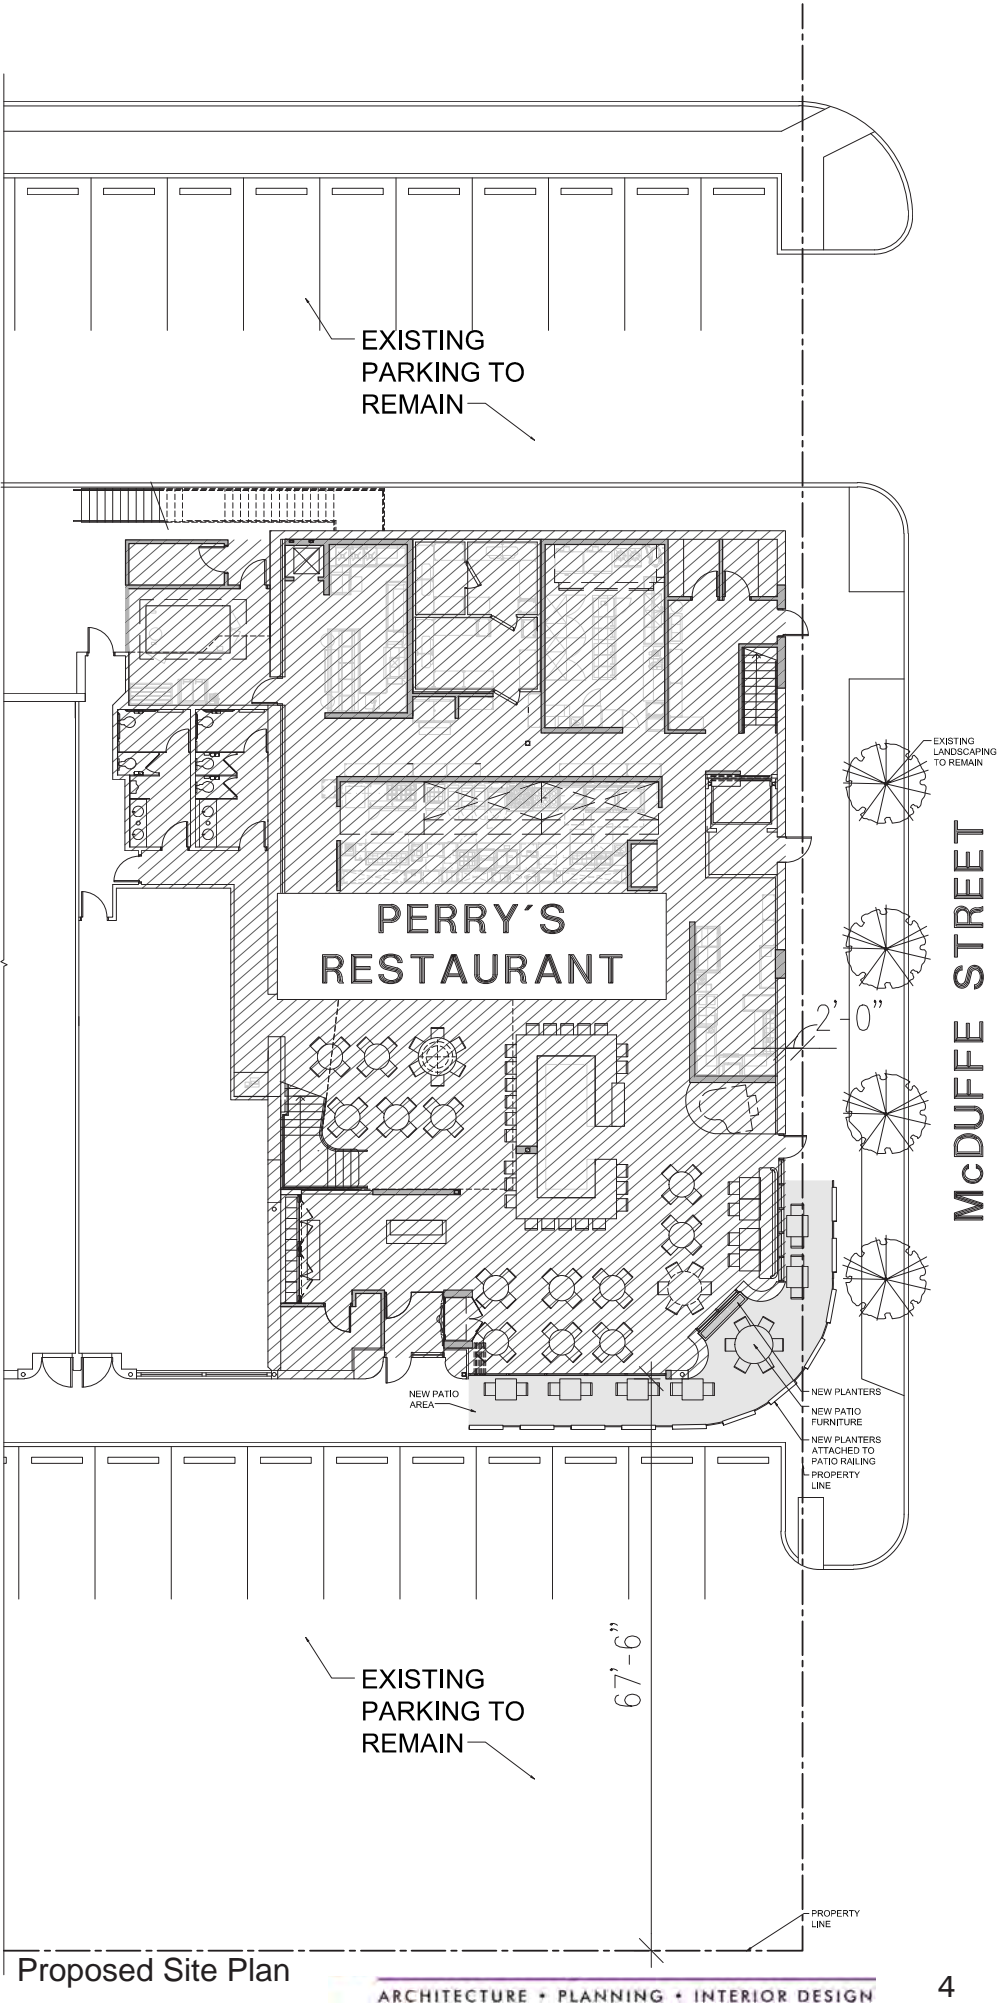 EXISTING
PARKING TO
REMAIN
EXISTING
LANDSCAPING
TO REMAIN
McDUFFE STREET
PERRY´S
RESTAURANT
2'-0"
NEW PATIO
AREA
NEW PLANTERS
NEW PATIO
FURNITURE
NEW PLANTERS
ATTACHED TO
PATIO RAILING
PROPERTY
LINE
67'-6"
EXISTING
PARKING TO
REMAIN
PROPERTY
LINE
Proposed Site Plan
ARCHITECTURE • PLANNING • INTERIOR DESIGN
4